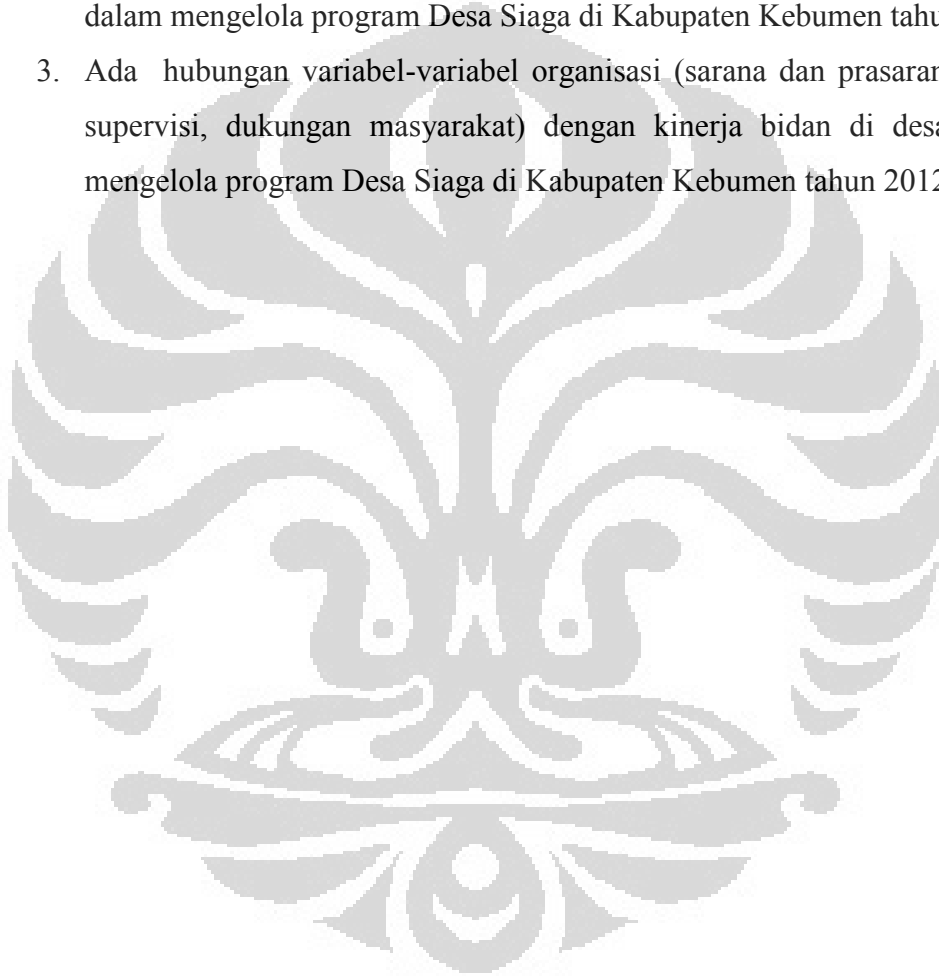 dalam mengelola program Desa Siaga di Kabupaten Kebumen tahu
3. Ada hubungan variabel-variabel organisasi (sarana dan prasaran
supervisi, dukungan masyarakat) dengan kinerja bidan di desa
mengelola program Desa Siaga di Kabupaten Kebumen tahun 2012